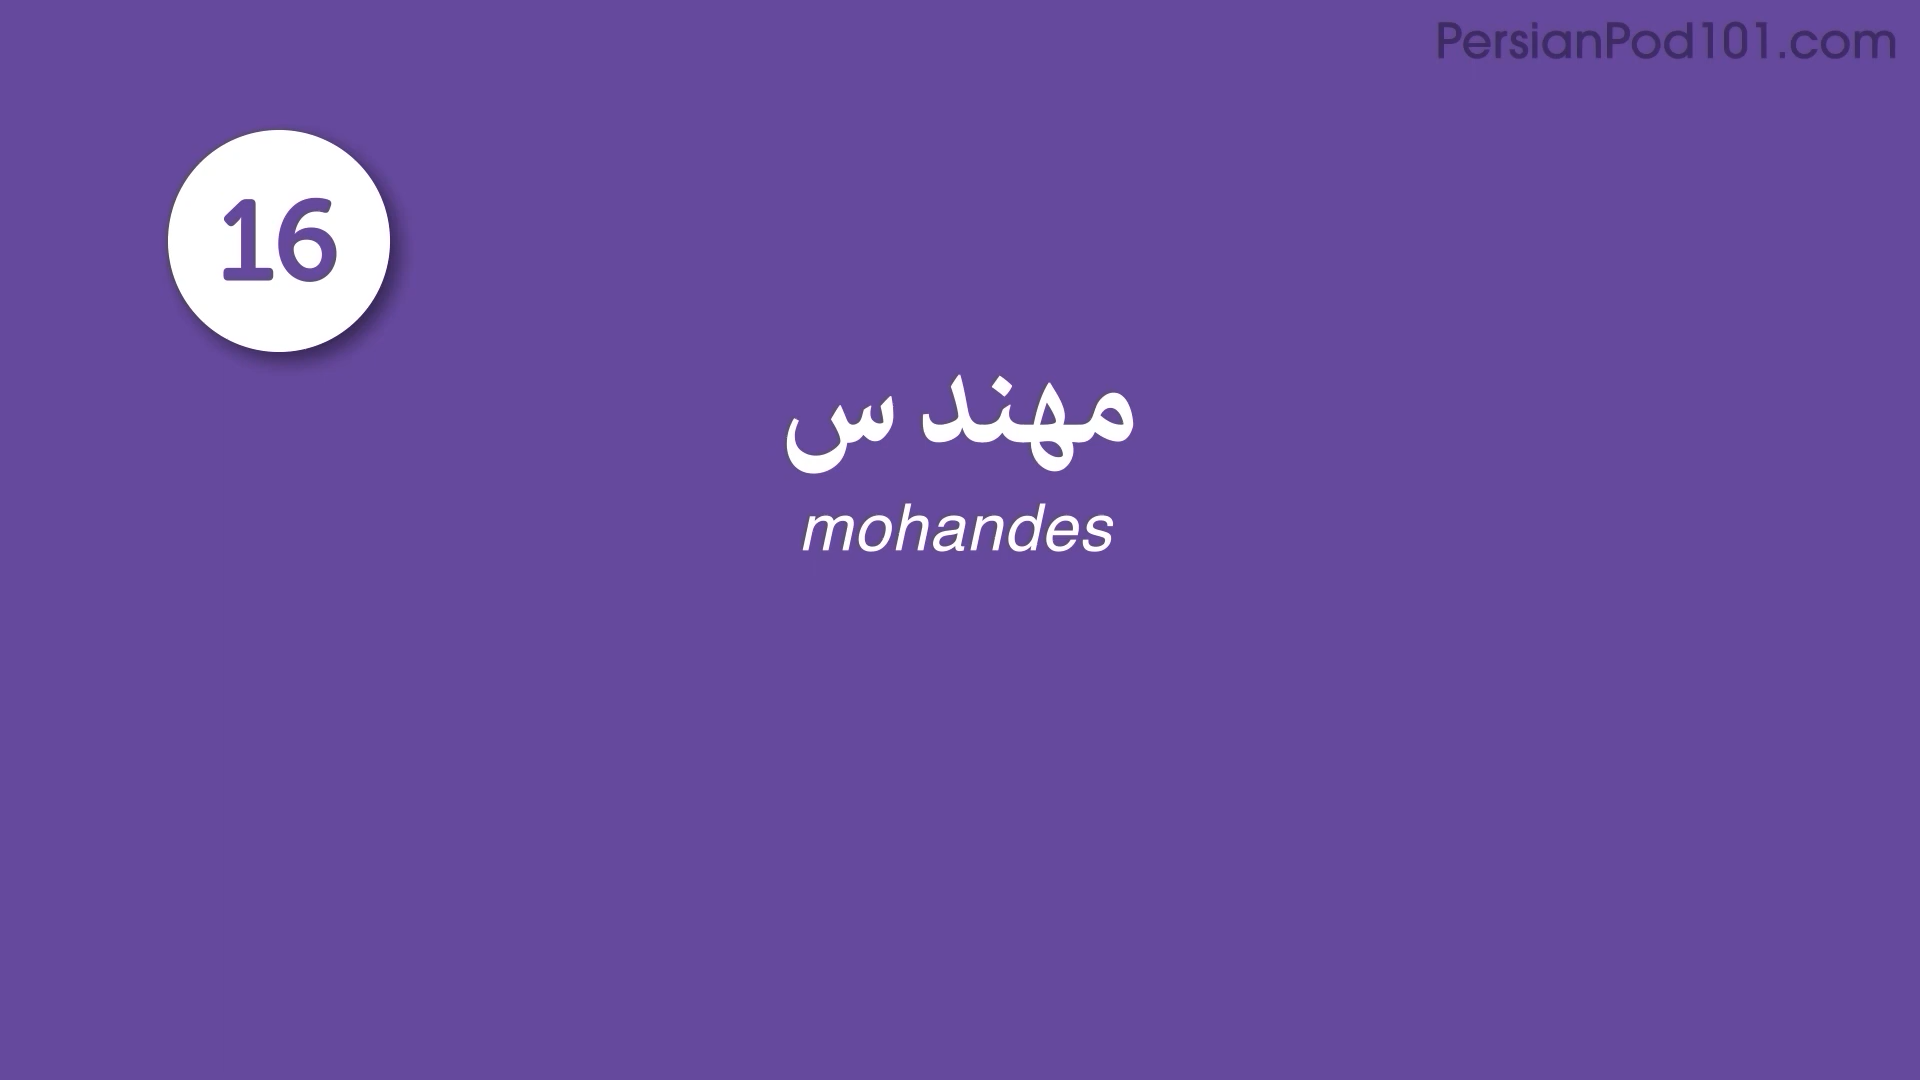 PersianPod101.com
16
مهندس
mohandes